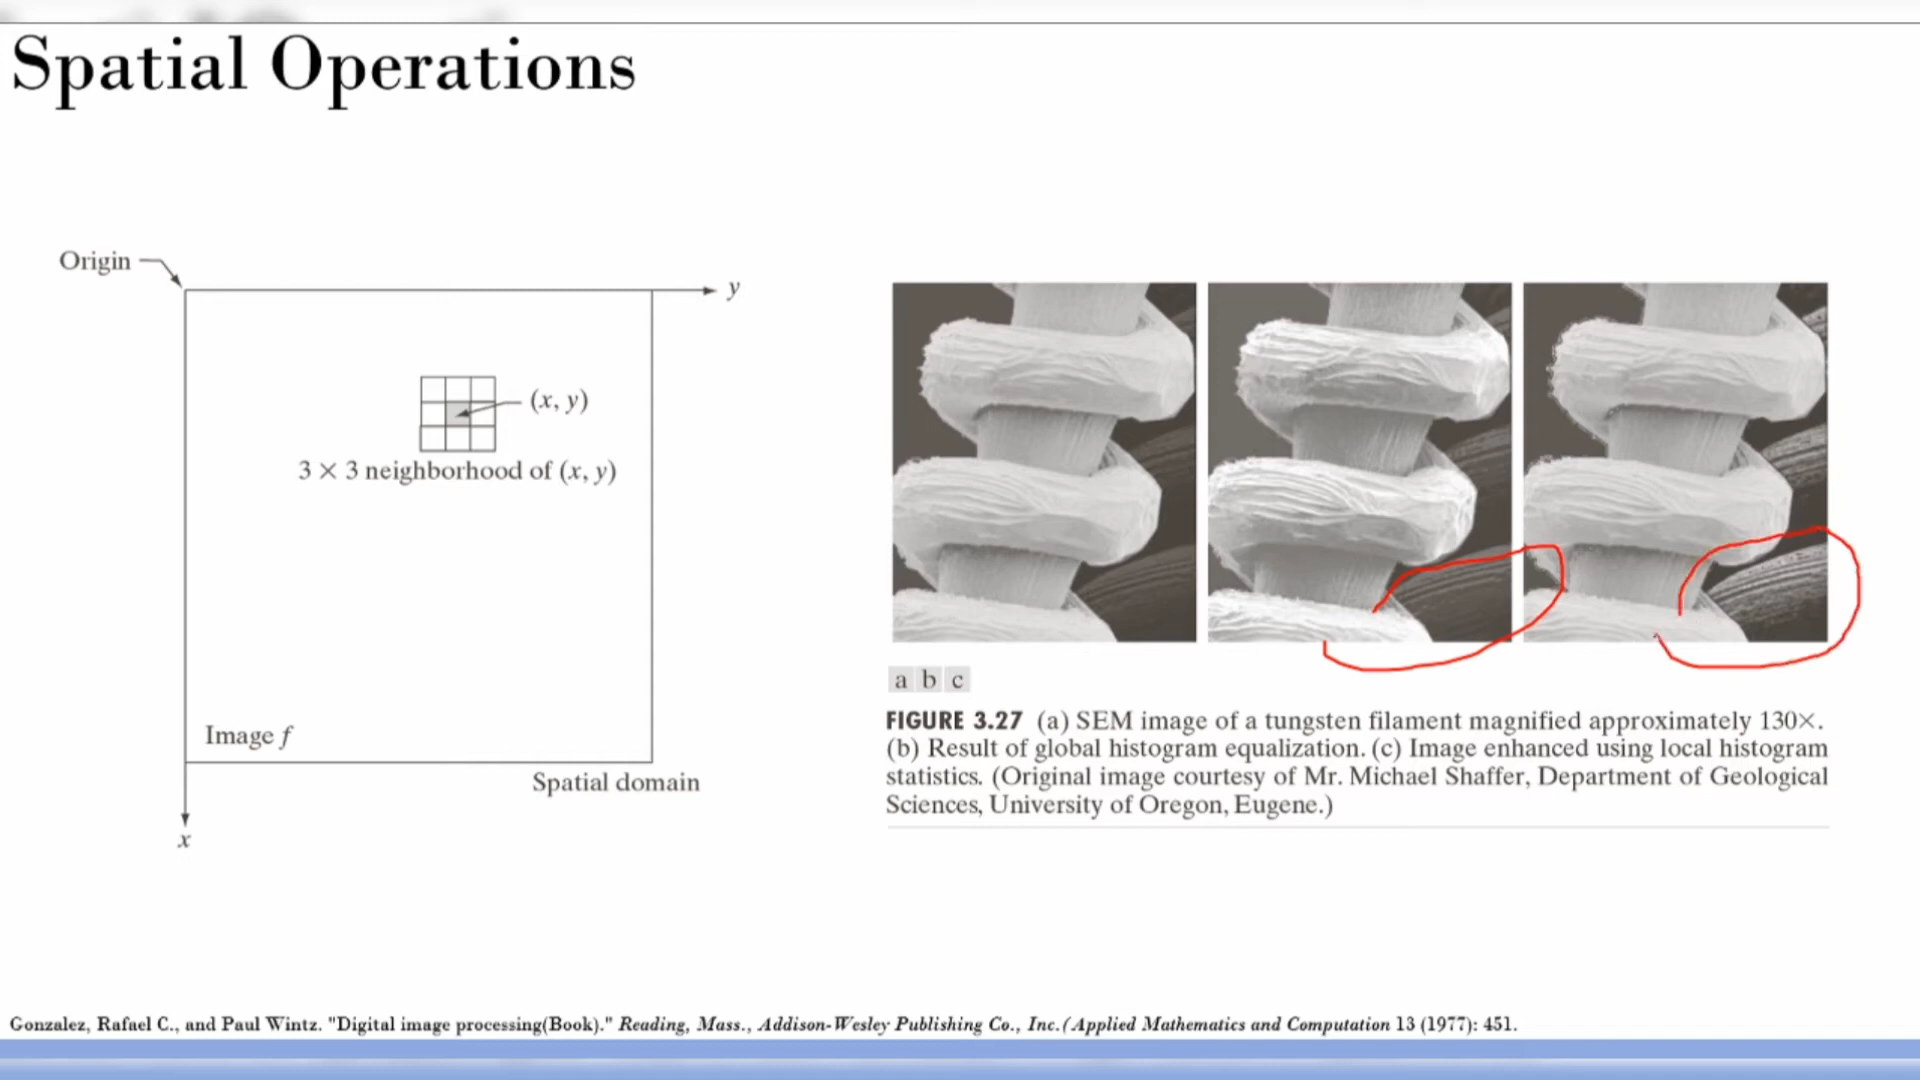 Spatial Operations
Origin
y
(x, y)
3 × 3 neighborhood of (x, y)
Image f
Spatial domain
x
a b c
FIGURE 3.27 (a) SEM image of a tungsten filament magnified approximately 130×.
(b) Result of global histogram equalization. (c) Image enhanced using local histogram
statistics. (Original image courtesy of Mr. Michael Shaffer, Department of Geological
Sciences, University of Oregon, Eugene.)
Gonzalez, Rafael C., and Paul Wintz. "Digital image processing(Book)." Reading, Mass., Addison-Wesley Publishing Co., Inc.(Applied Mathematics and Computation 13 (1977): 451.